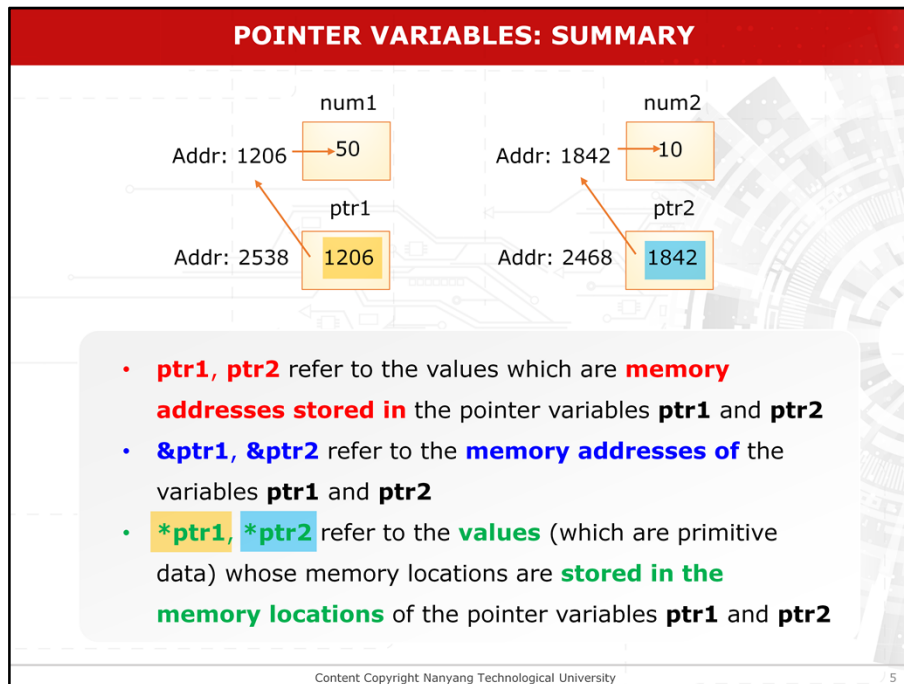 POINTER VARIABLES: SUMMARY
num1
num2
Addr: 1206
50
Addr: 1842
10
ptr1
ptr2
Addr: 2538
1206
Addr: 2468
1842
• ptr1, ptr2 refer to the values which are memory
addresses stored in the pointer variables ptr1 and ptr2
• &ptr1, &ptr2 refer to the memory addresses of the
variables ptr1 and ptr2
• *ptr1, *ptr2 refer to the values (which are primitive
data) whose memory locations are stored in the
memory locations of the pointer variables ptr1 and ptr2
Content Copyright Nanyang Technological University
5